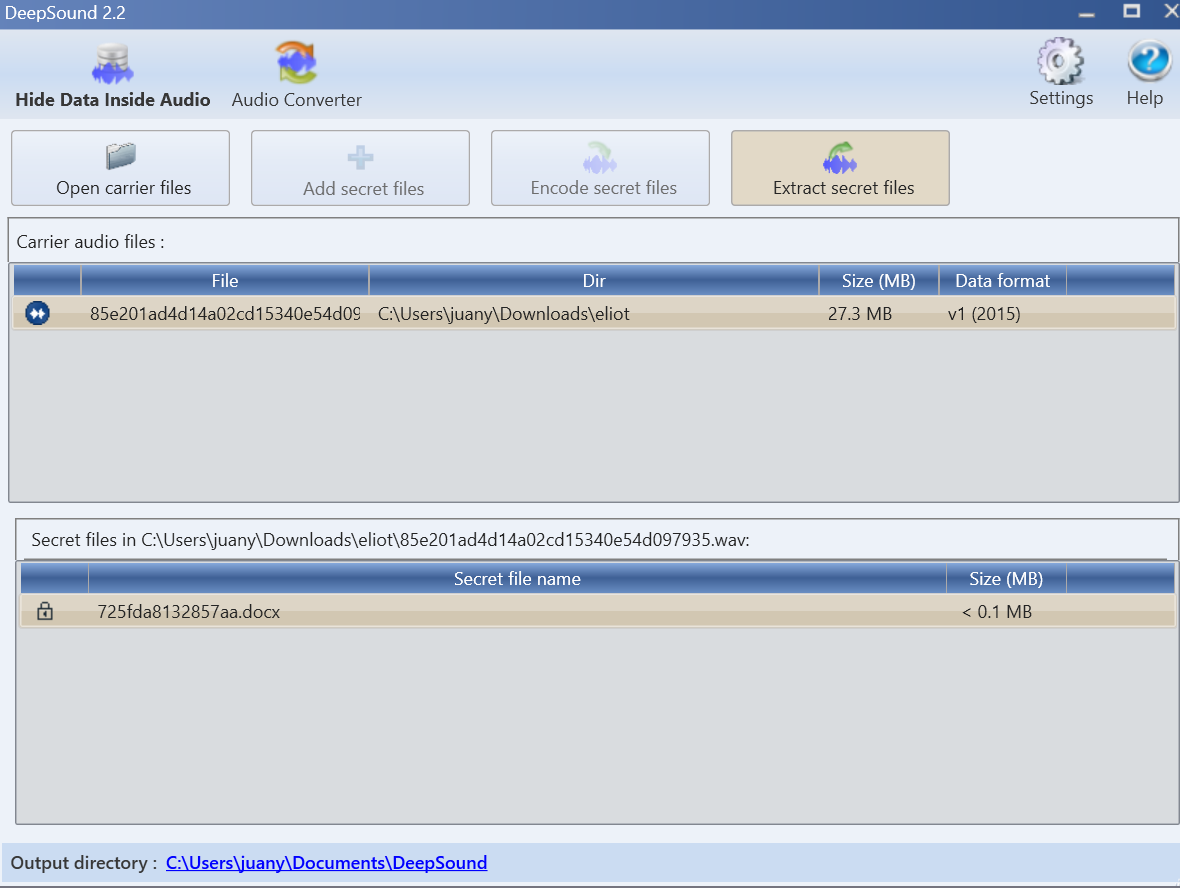 DeepSound 2.2
Hide Data Inside Audio
Audio Converter
Settings
Help
Open carrier files
Add secret files
Encode secret files
Extract secret files
Carrier audio files :
File Dir Size (MB) Data format
85e201ad4d14a02cd15340e54d09 C:\Users\juany\Downloads\eliot 27.3 MB v1 (2015)
Secret files in C:\Users\juany\Downloads\eliot\85e201ad4d14a02cd15340e54d097935.wav:
Secret file name Size (MB)
725fda8132857aa.docx < 0.1 MB
Output directory : C:\Users\juany\Documents\DeepSound